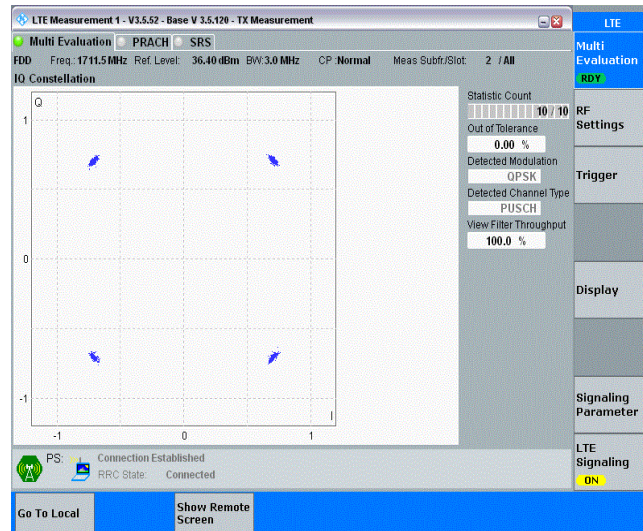 LTE Measurement 1 - V3.5.52 - Base V 3.5.120 - TX Measurement
LTE
Multi Evaluation PRACH SRS
FDD Freq.: 1711.5 MHz Ref. Level: 36.40 dBm BW: 3.0 MHz CP :Normal Meas Subfr./Slot: 2 / All
IQ Constellation
Q
1
0
-1
-1 0 1
I
Statistic Count
10 / 10
Out of Tolerance
0.00 %
Detected Modulation
QPSK
Detected Channel Type
PUSCH
View Filter Throughput
100.0 %
PS: Connection Established
RRC State: Connected
Multi
Evaluation
RDY
RF
Settings
Trigger
Display
Signaling
Parameter
LTE
Signaling
ON
Go To Local
Show Remote
Screen